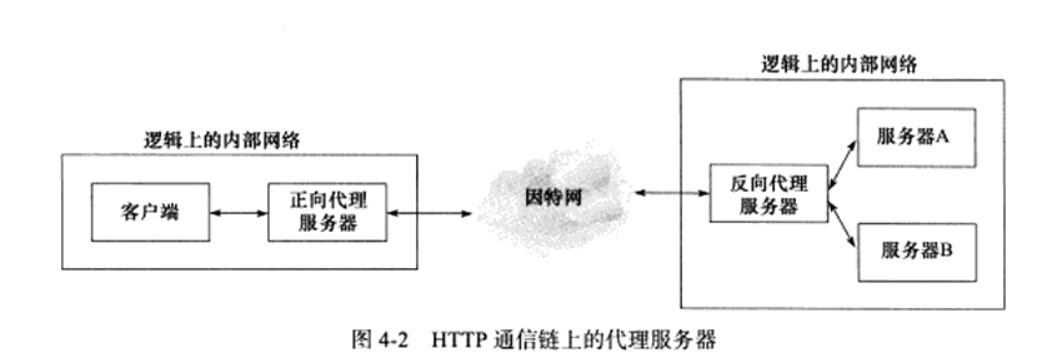 逻辑上的内部网络
客户端
正向代理
服务器
因特网
逻辑上的内部网络
反向代理
服务器
服务器A
服务器B
图 4-2 HTTP 通信链上的代理服务器